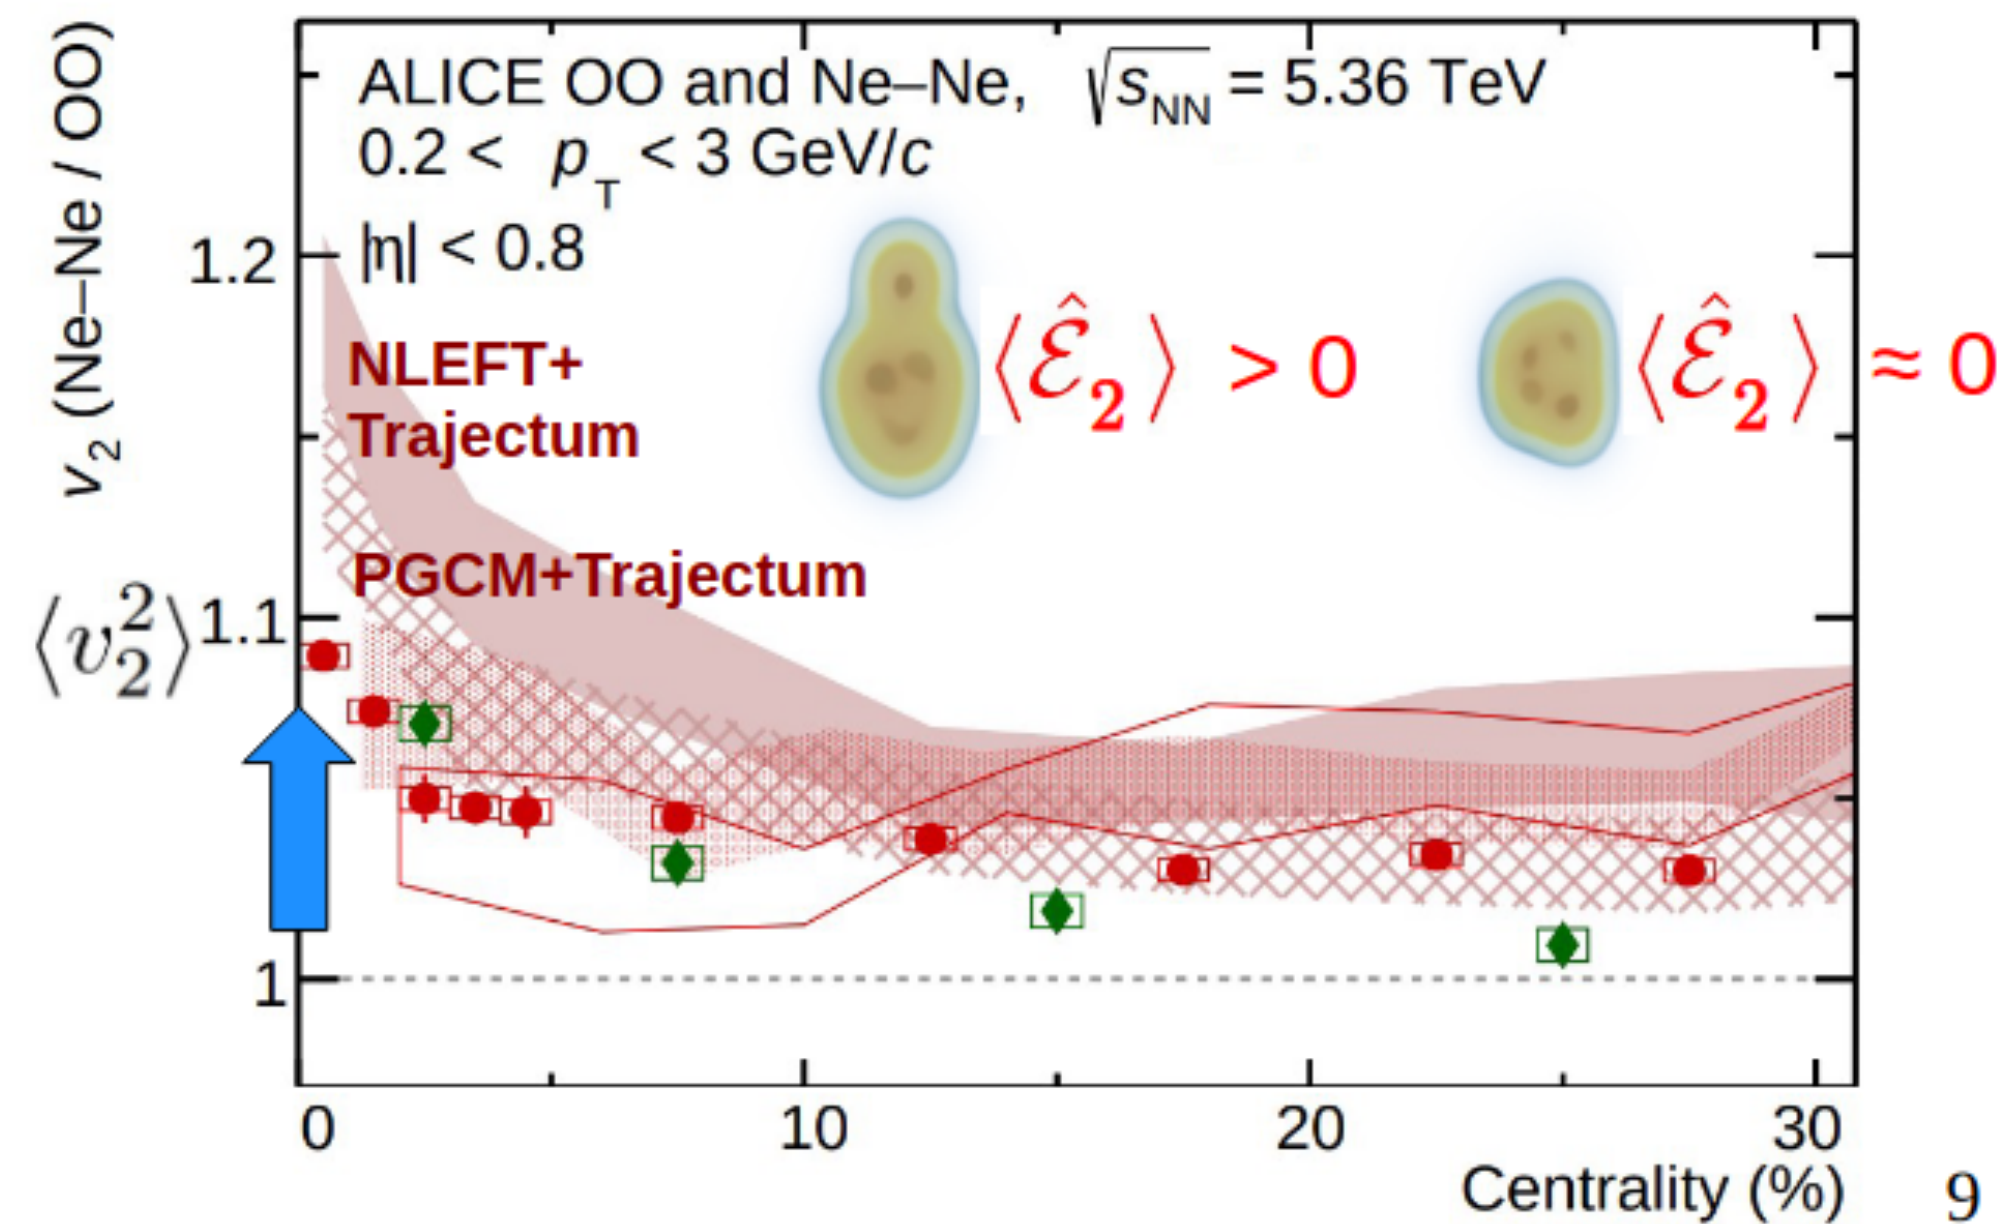 ALICE OO and Ne–Ne, √sNN = 5.36 TeV
0.2 < pT < 3 GeV/c
|η| < 0.8
v2 (Ne–Ne / OO)
⟨v₂²⟩
1.2
1.1
1
NLEFT+
Trajectum
PGCM+Trajectum
⟨ℰ̂₂⟩ > 0
⟨ℰ̂₂⟩ ≈ 0
0 10 20 30
Centrality (%)
9